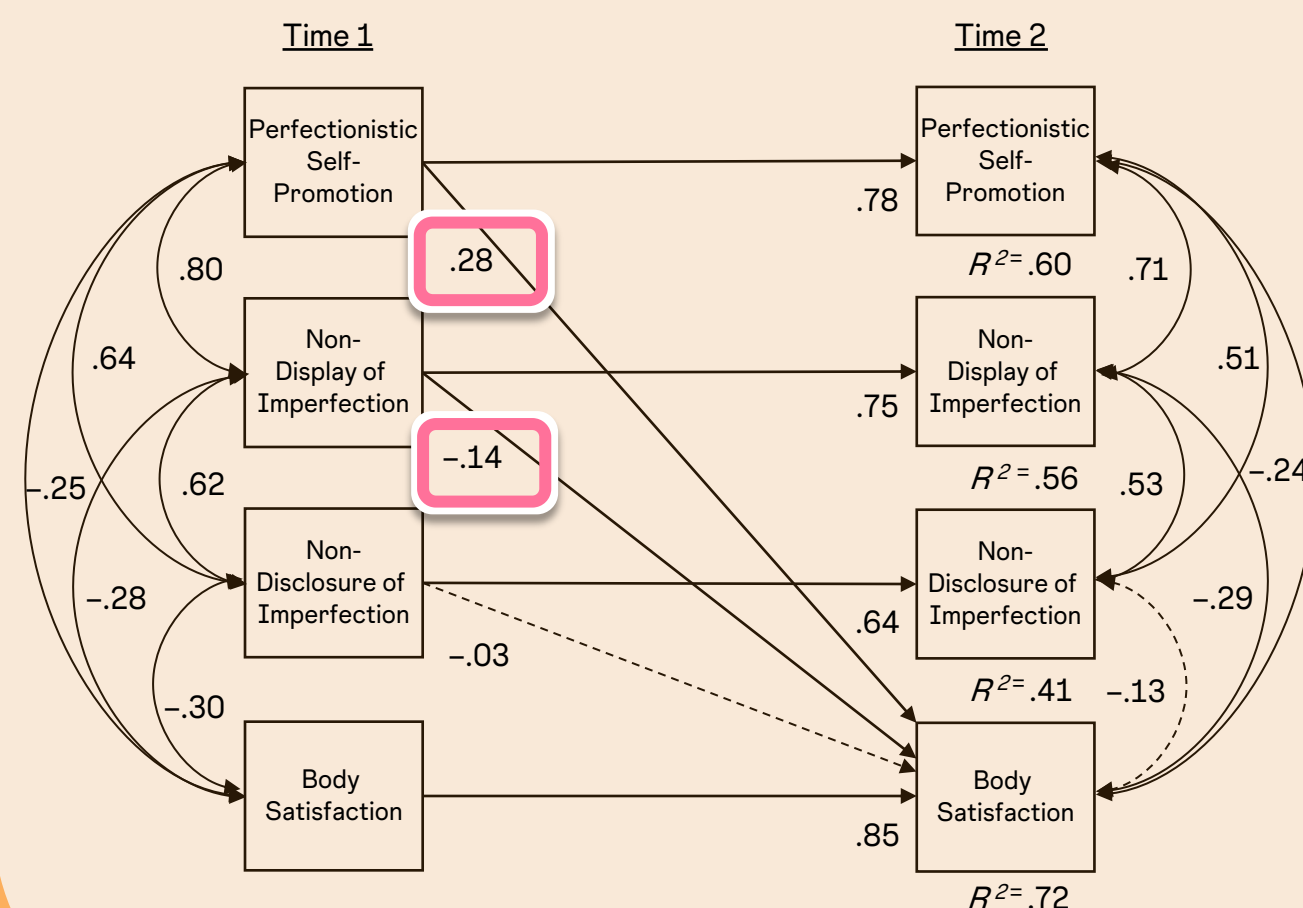 Time 1
Time 2
Perfectionistic
Self-
Promotion
Perfectionistic
Self-
Promotion
.78
.28
R²= .60
.80
.71
Non-
Display of
Imperfection
Non-
Display of
Imperfection
.64
.51
.75
–.14
R² = .56
–.25
.62
.53
–.24
Non-
Disclosure of
Imperfection
Non-
Disclosure of
Imperfection
–.28
–.29
.64
–.03
R²= .41
–.13
–.30
Body
Satisfaction
Body
Satisfaction
.85
R²= .72